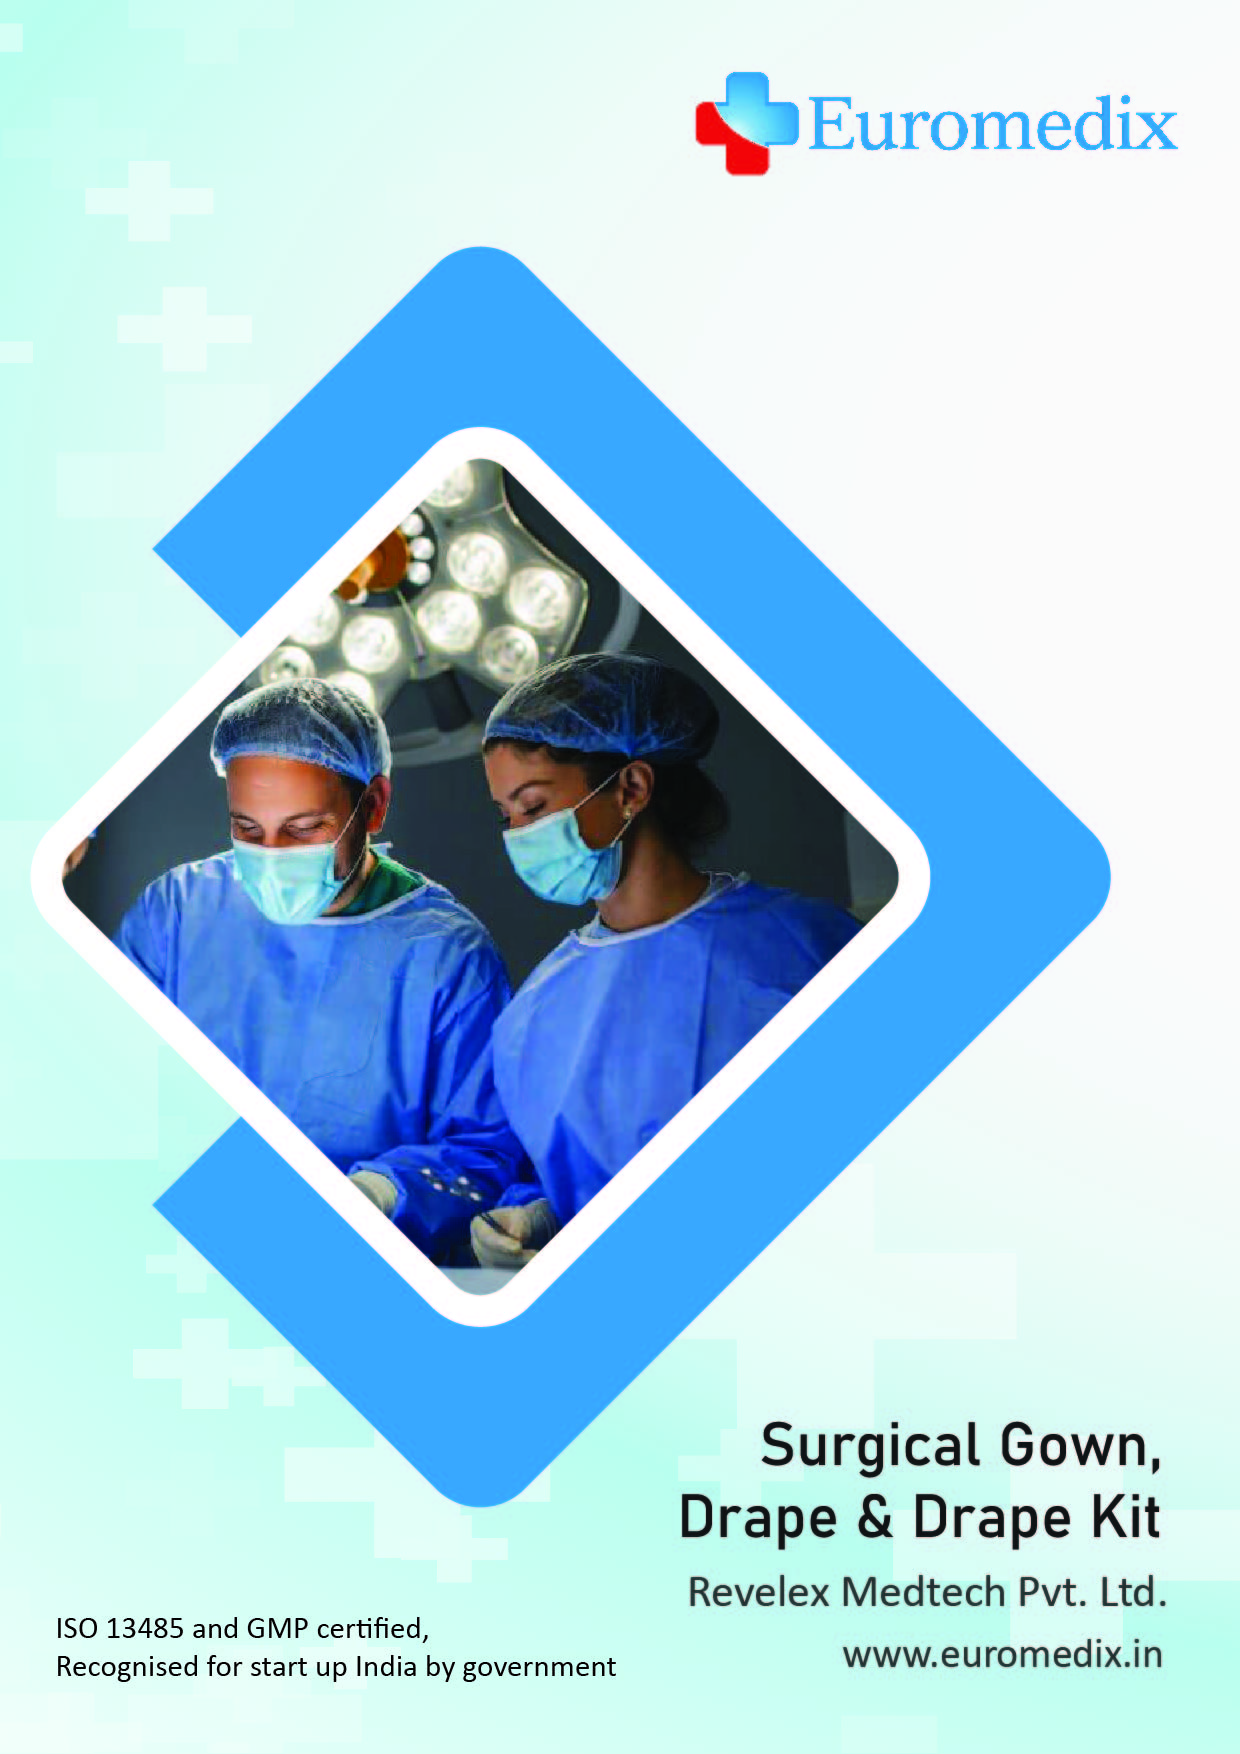 Euromedix
Surgical Gown,
Drape & Drape Kit
Revelex Medtech Pvt. Ltd.
www.euromedix.in
ISO 13485 and GMP certified,
Recognised for start up India by government